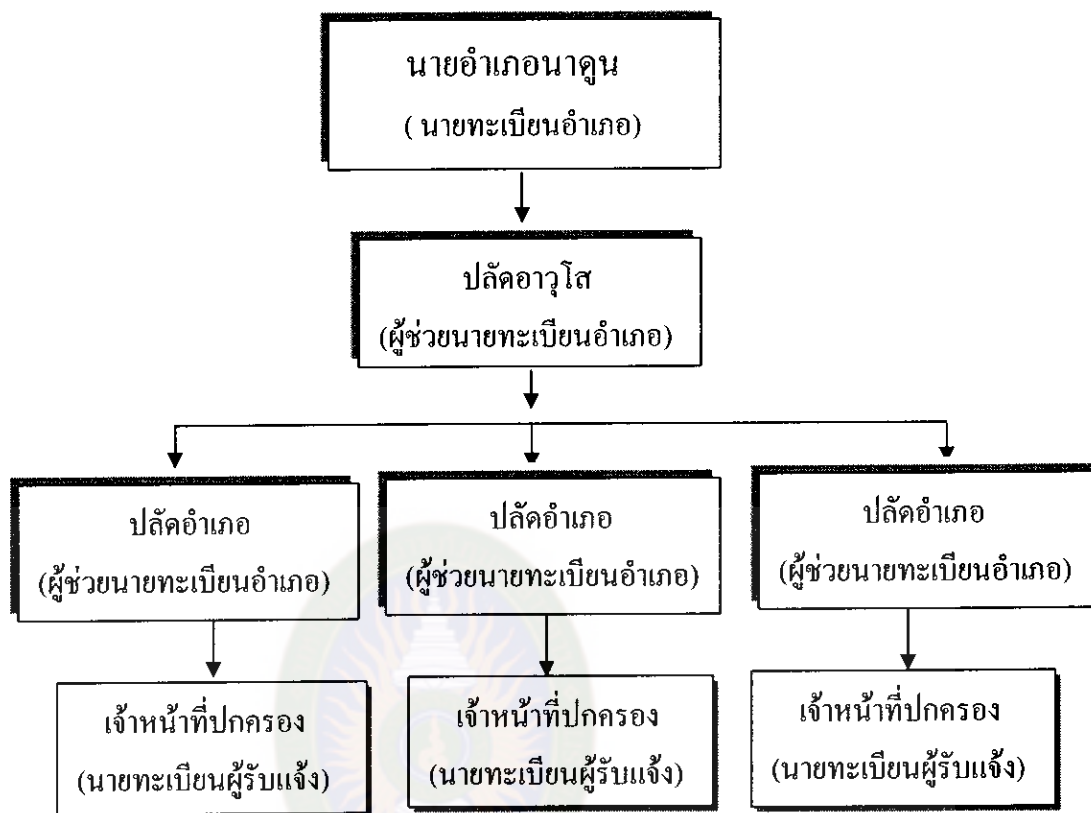 นายอำเภอนาดูน
( นายทะเบียนอำเภอ)
ปลัดอาวุโส
(ผู้ช่วยนายทะเบียนอำเภอ)
ปลัดอำเภอ
(ผู้ช่วยนายทะเบียนอำเภอ)
ปลัดอำเภอ
(ผู้ช่วยนายทะเบียนอำเภอ)
ปลัดอำเภอ
(ผู้ช่วยนายทะเบียนอำเภอ)
เจ้าหน้าที่ปกครอง
(นายทะเบียนผู้รับแจ้ง)
เจ้าหน้าที่ปกครอง
(นายทะเบียนผู้รับแจ้ง)
เจ้าหน้าที่ปกครอง
(นายทะเบียนผู้รับแจ้ง)